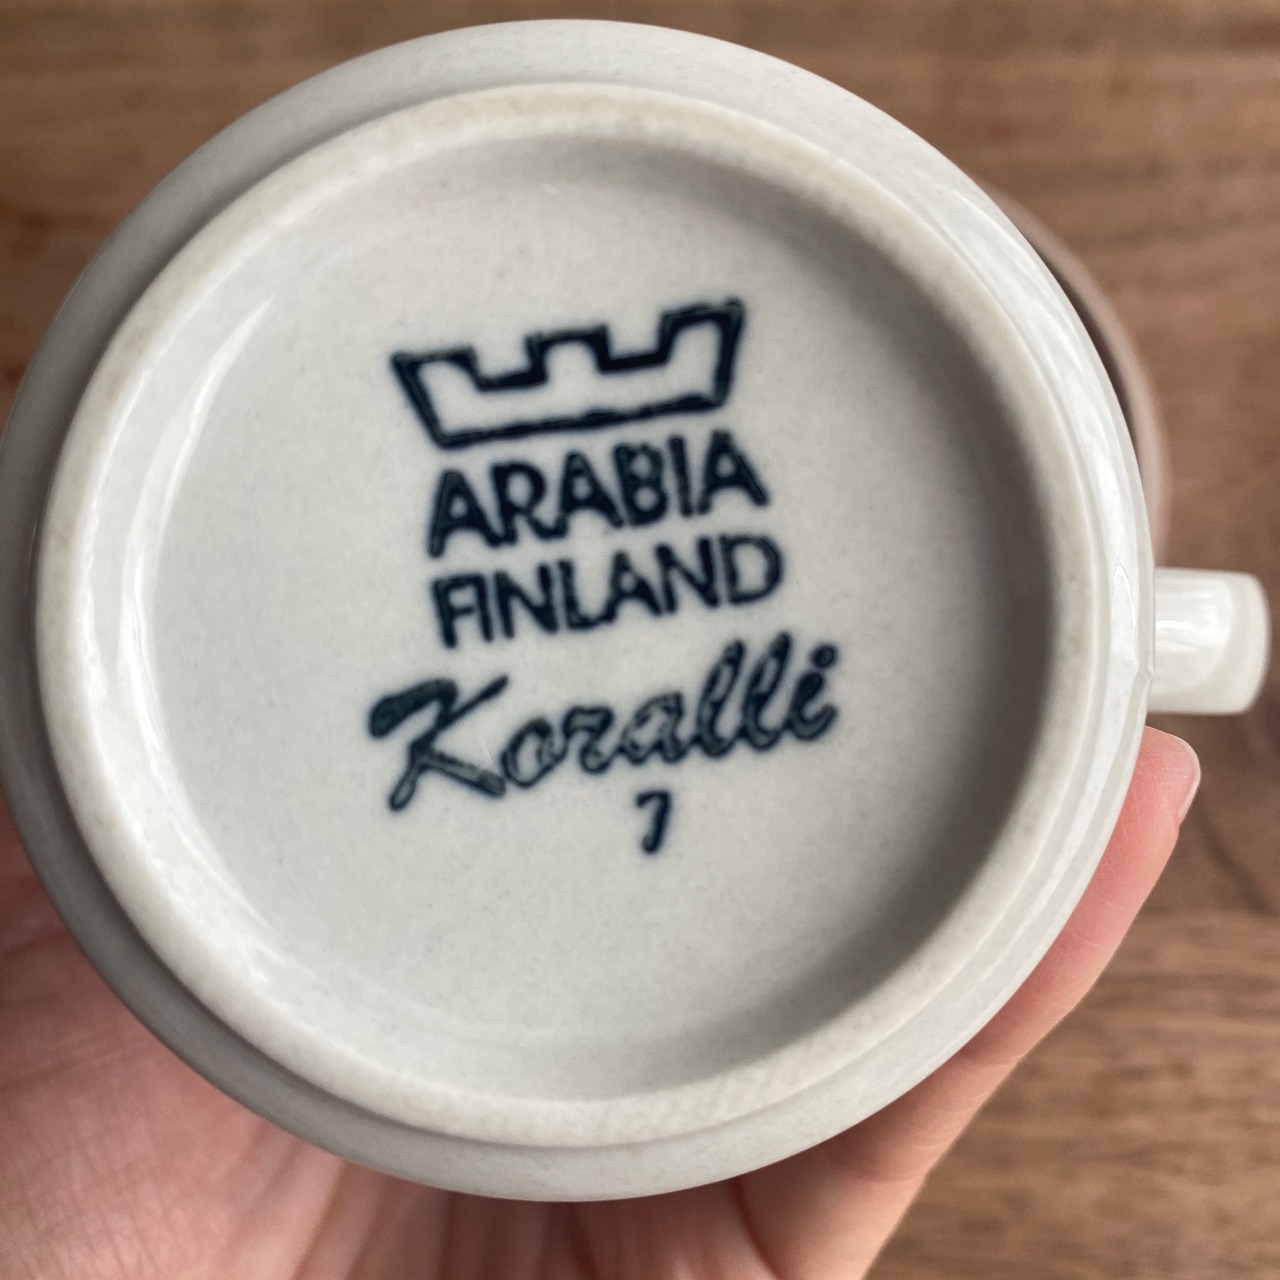 ARABIA
FINLAND
Koralli
7